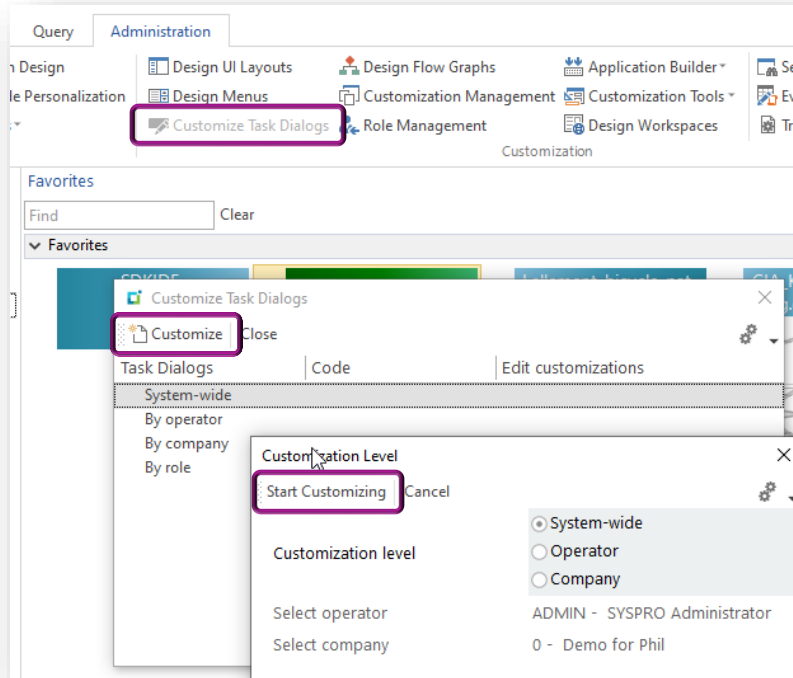 Query Administration
n Design Design UI Layouts Design Flow Graphs Application Builder Se
le Personalization Design Menus Customization Management Customization Tools Ev
Customize Task Dialogs Role Management Design Workspaces Tr
Customization
Favorites
Find Clear
Favorites
Customize Task Dialogs
Customize Close
Task Dialogs Code Edit customizations
System-wide
By operator
By company
By role
Customization Level
Start Customizing Cancel
Customization level
System-wide
Operator
Company
Select operator ADMIN - SYSPRO Administrator
Select company 0 - Demo for Phil